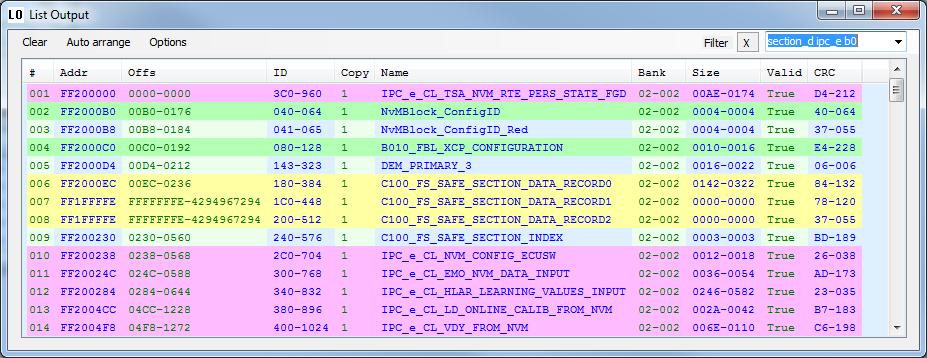 LO List Output
Clear Auto arrange Options Filter X section_d ipc_e b0
# Addr Offs ID Copy Name Bank Size Valid CRC
001 FF200000 0000-0000 3C0-960 1 IPC_e_CL_TSA_NVM_RTE_PERS_STATE_FGD 02-002 00AE-0174 True D4-212
002 FF2000B0 00B0-0176 040-064 1 NvMBlock_ConfigID 02-002 0004-0004 True 40-064
003 FF2000B8 00B8-0184 041-065 1 NvMBlock_ConfigID_Red 02-002 0004-0004 True 37-055
004 FF2000C0 00C0-0192 080-128 1 B010_FBL_XCP_CONFIGURATION 02-002 0010-0016 True E4-228
005 FF2000D4 00D4-0212 143-323 1 DEM_PRIMARY_3 02-002 0016-0022 True 06-006
006 FF2000EC 00EC-0236 180-384 1 C100_FS_SAFE_SECTION_DATA_RECORD0 02-002 0142-0322 True 84-132
007 FF1FFFFE FFFFFFFE-4294967294 1C0-448 1 C100_FS_SAFE_SECTION_DATA_RECORD1 02-002 0000-0000 True 78-120
008 FF1FFFFE FFFFFFFE-4294967294 200-512 1 C100_FS_SAFE_SECTION_DATA_RECORD2 02-002 0000-0000 True 37-055
009 FF200230 0230-0560 240-576 1 C100_FS_SAFE_SECTION_INDEX 02-002 0003-0003 True BD-189
010 FF200238 0238-0568 2C0-704 1 IPC_e_CL_NVM_CONFIG_ECUSW 02-002 0012-0018 True 26-038
011 FF20024C 024C-0588 300-768 1 IPC_e_CL_EMO_NVM_DATA_INPUT 02-002 0036-0054 True AD-173
012 FF200284 0284-0644 340-832 1 IPC_e_CL_HLAR_LEARNING_VALUES_INPUT 02-002 0246-0582 True 23-035
013 FF2004CC 04CC-1228 380-896 1 IPC_e_CL_LD_ONLINE_CALIB_FROM_NVM 02-002 002A-0042 True B7-183
014 FF2004F8 04F8-1272 400-1024 1 IPC_e_CL_VDY_FROM_NVM 02-002 006E-0110 True C6-198